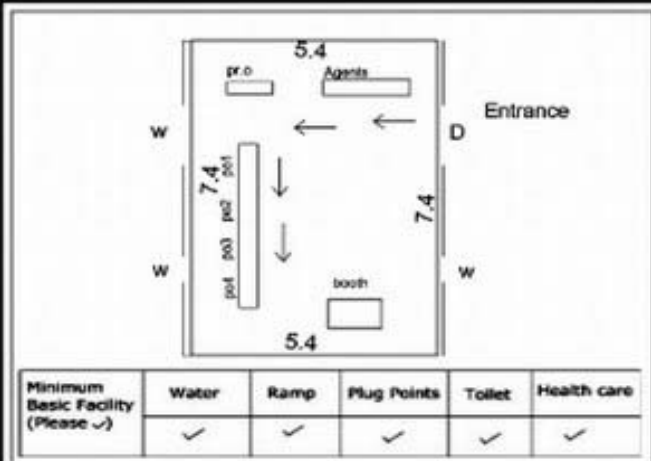 5.4
pr.o
Agents
Entrance
W
D
po1
7.4
po2
7.4
po3
W
W
po4
booth
5.4
Minimum
Basic Facility
(Please ✓)
Water
Ramp
Plug Points
Toilet
Health care
✓ ✓ ✓ ✓ ✓